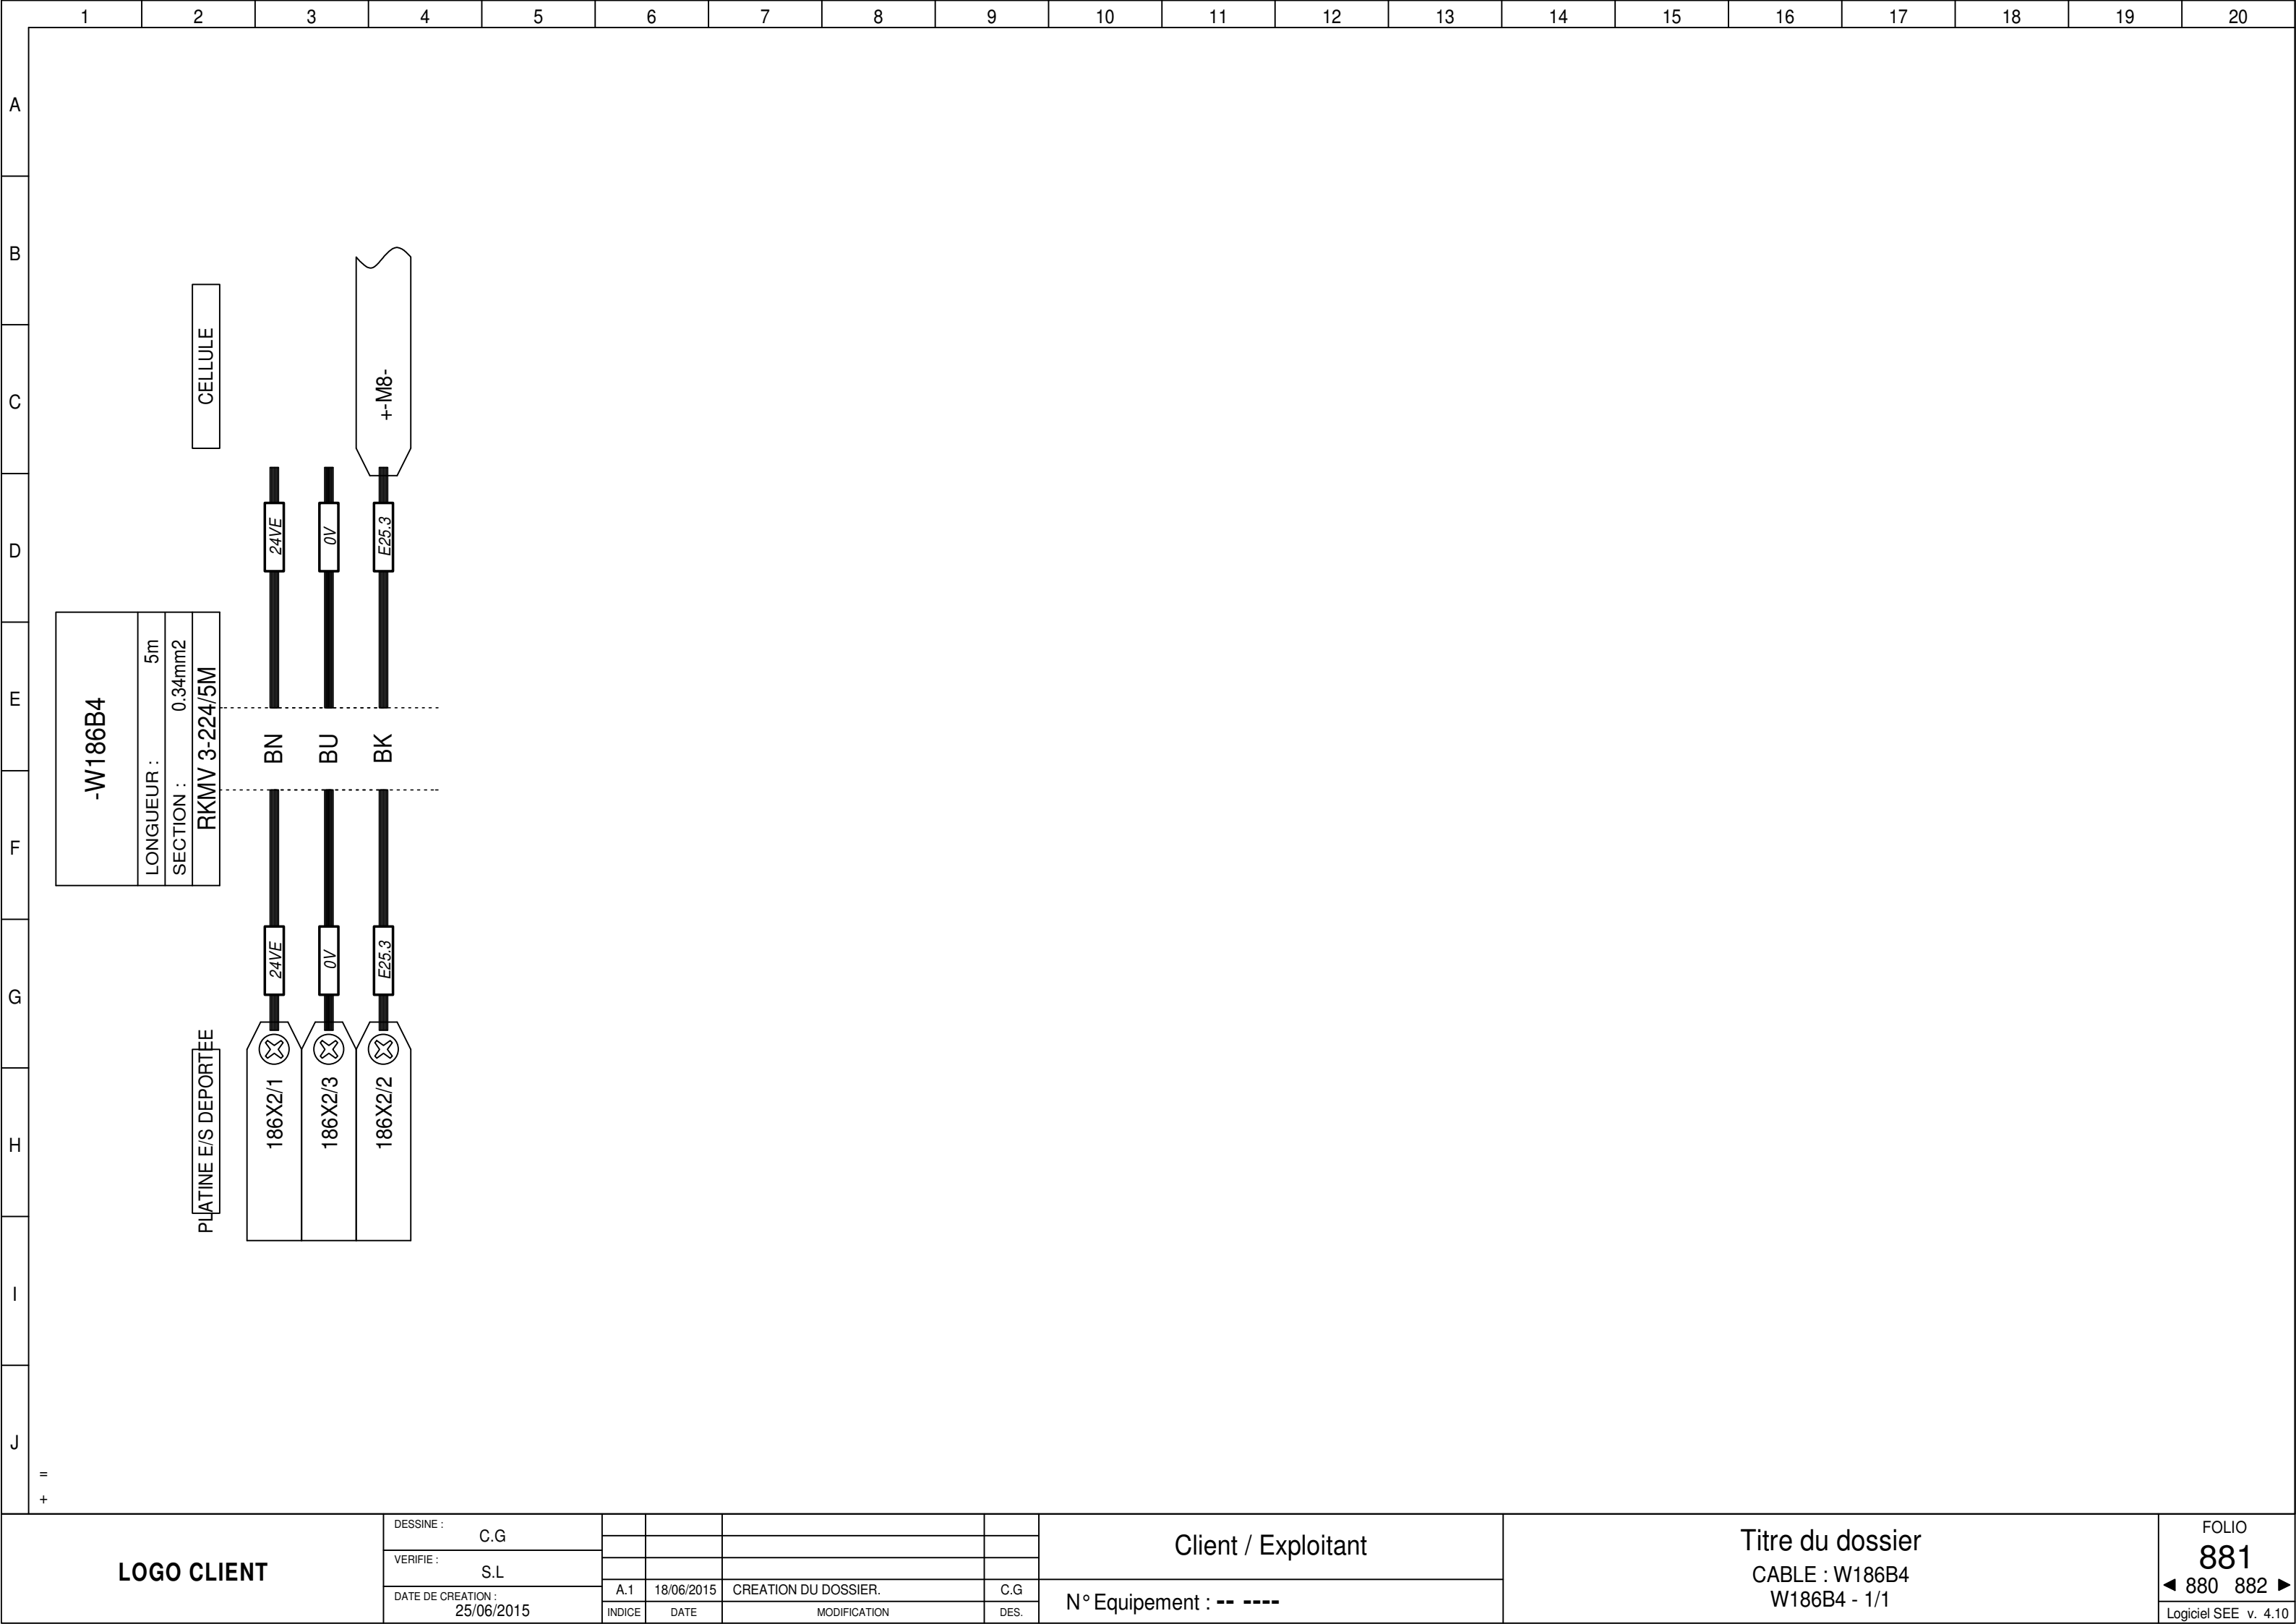 1 2 3 4 5 6 7 8 9 10 11 12 13 14 15 16 17 18 19 20
A
B
C
D
E
F
G
H
I
J
CELLULE
+-M8-
24VE
0V
E25.3
-W186B4
LONGUEUR : 5m
SECTION : 0.34mm2
RKMV 3-224/5M
BN
BU
BK
24VE
0V
E25.3
PLATINE E/S DEPORTEE
186X2/1
186X2/3
186X2/2
=
+
LOGO CLIENT
DESSINE :
C.G
VERIFIE :
S.L
DATE DE CREATION :
25/06/2015
A.1 18/06/2015 CREATION DU DOSSIER. C.G
INDICE DATE MODIFICATION DES.
Client / Exploitant
N° Equipement : -- ----
Titre du dossier
CABLE : W186B4
W186B4 - 1/1
FOLIO
881
◄ 880 882 ►
Logiciel SEE v. 4.10